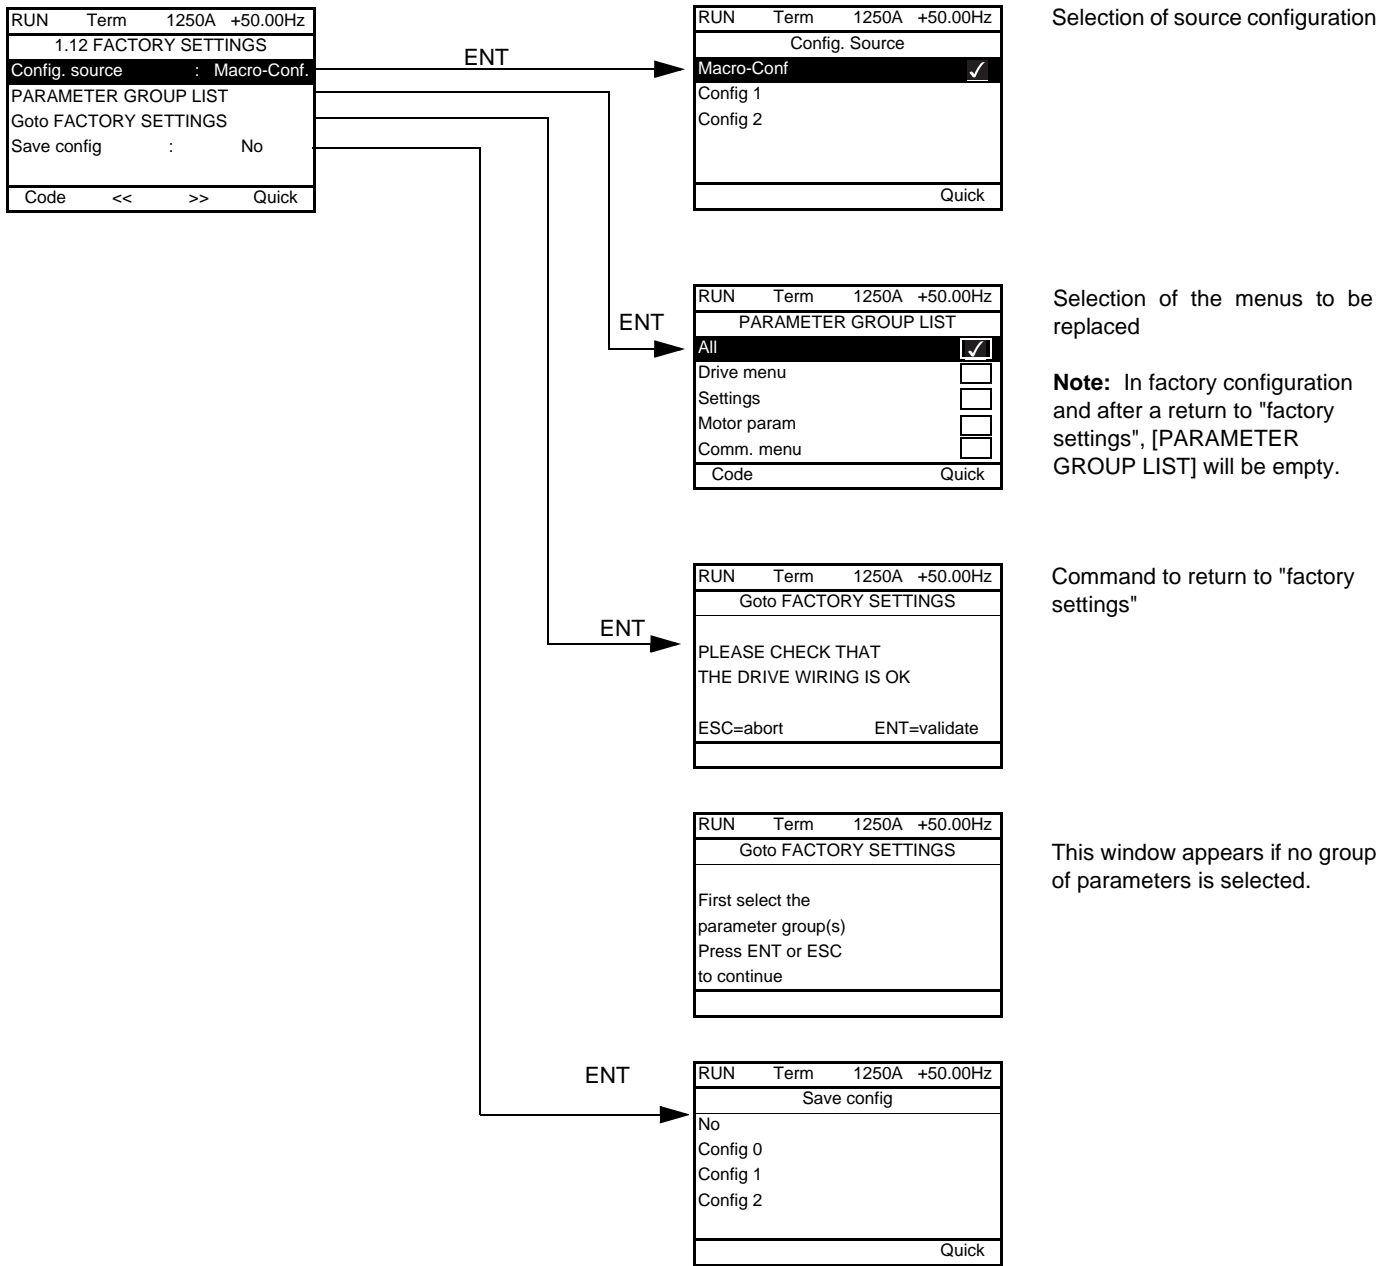 RUN Term 1250A +50.00Hz
1.12 FACTORY SETTINGS
Config. source : Macro-Conf.
PARAMETER GROUP LIST
Goto FACTORY SETTINGS
Save config : No
Code << >> Quick
ENT
RUN Term 1250A +50.00Hz
Config. Source
Macro-Conf
Config 1
Config 2
Quick
Selection of source configuration
ENT
RUN Term 1250A +50.00Hz
PARAMETER GROUP LIST
All
Drive menu
Settings
Motor param
Comm. menu
Code Quick
Selection of the menus to be
replaced
Note: In factory configuration
and after a return to "factory
settings", [PARAMETER
GROUP LIST] will be empty.
ENT
RUN Term 1250A +50.00Hz
Goto FACTORY SETTINGS
PLEASE CHECK THAT
THE DRIVE WIRING IS OK
ESC=abort ENT=validate
Command to return to "factory
settings"
RUN Term 1250A +50.00Hz
Goto FACTORY SETTINGS
First select the
parameter group(s)
Press ENT or ESC
to continue
This window appears if no group
of parameters is selected.
ENT
RUN Term 1250A +50.00Hz
Save config
No
Config 0
Config 1
Config 2
Quick